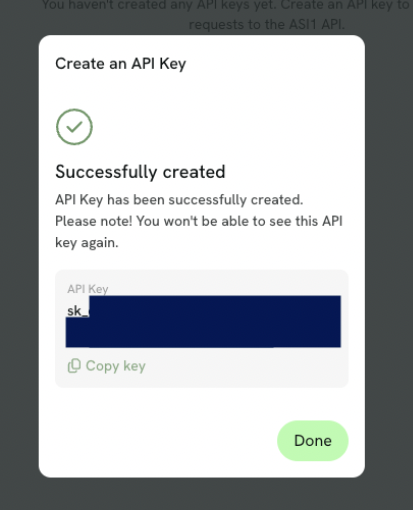 You haven't created any API keys yet. Create an API key to
requests to the ASI1 API.
Create an API Key
Successfully created
API Key has been successfully created.
Please note! You won't be able to see this API
key again.
API Key
sk_
Copy key
Done